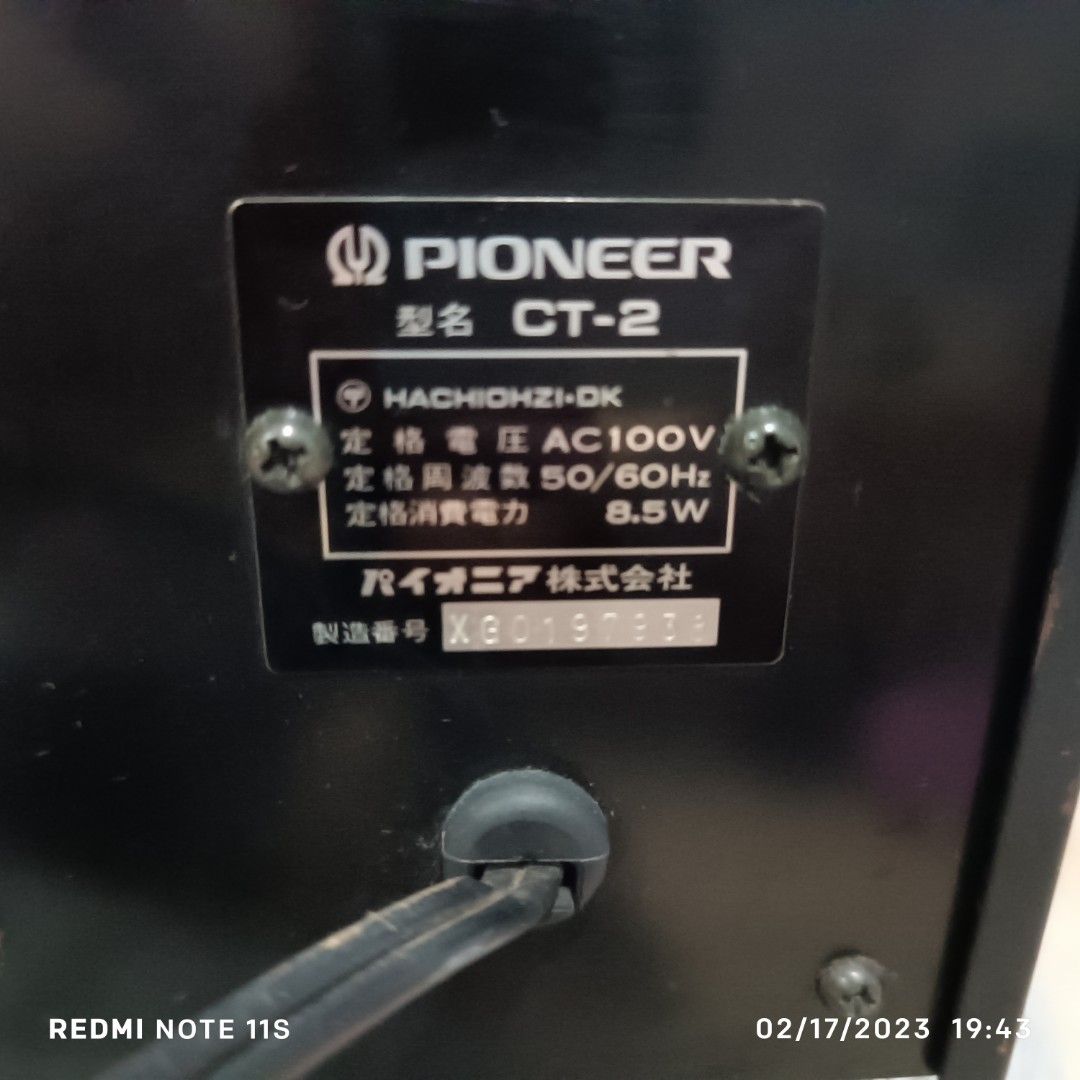 PIONEER
型名 CT-2
〒 HACHIOHZI・DK
定格電圧 AC100V
定格周波数 50/60Hz
定格消費電力 8.5W
パイオニア株式会社
製造番号
REDMI NOTE 11S
02/17/2023 19:43